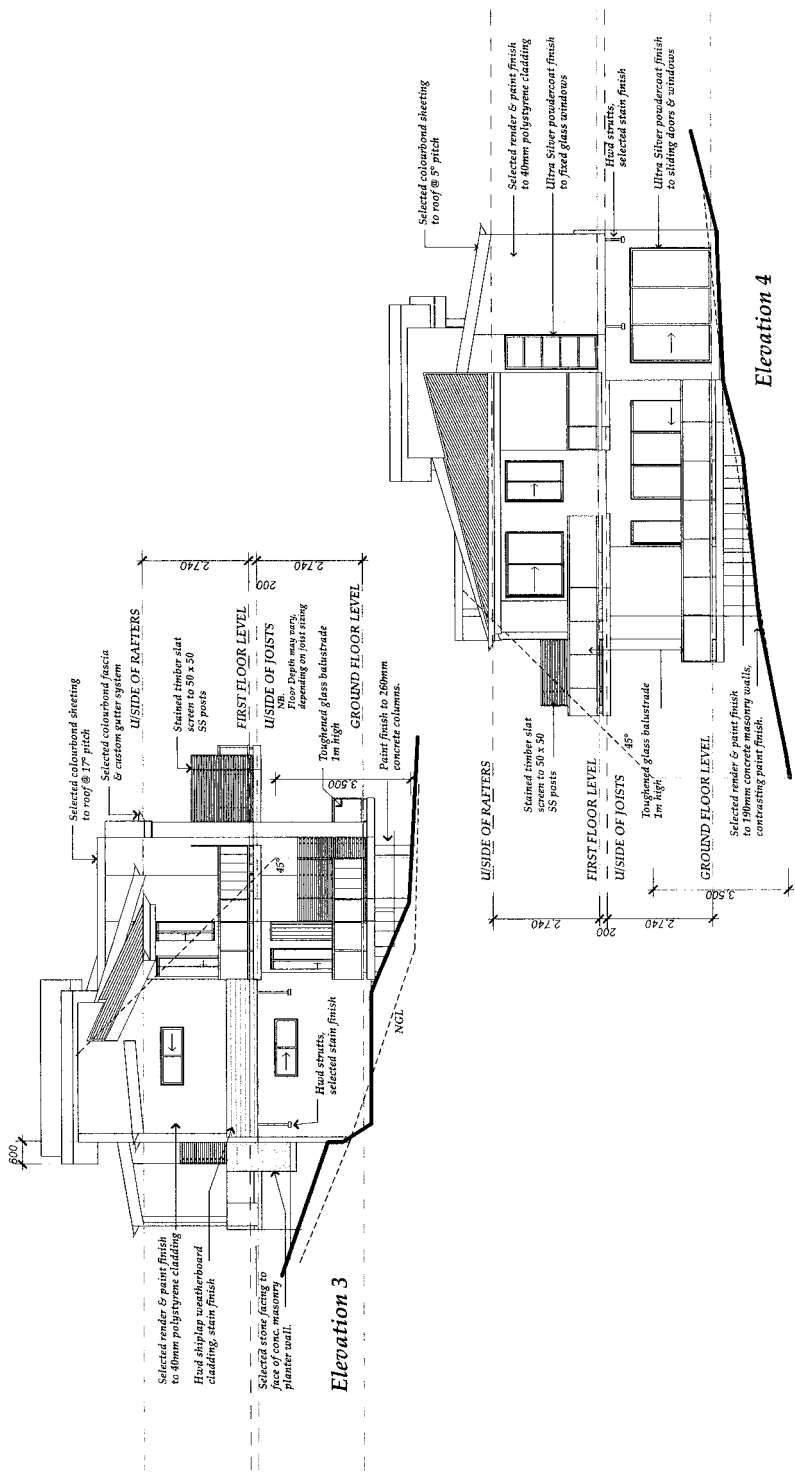 Selected colourbond sheeting
to roof @ 17° pitch
Selected colourbond fascia
& custom gutter system
U/SIDE OF RAFTERS
Stained timber slat
screen to 50 x 50
SS posts
FIRST FLOOR LEVEL
U/SIDE OF JOISTS
NB.
Floor Depth may vary,
depending on joist sizing
Toughened glass balustrade
1m high
GROUND FLOOR LEVEL
Paint finish to 260mm
concrete columns.
2.740
200
2.740
3.500
45°
600
NGL
Hwd strutts,
selected stain finish
Selected render & paint finish
to 40mm polystyrene cladding
Hwd shiplap weatherboard
cladding, stain finish
Selected stone facing to
face of conc. masonry
planter wall.
Elevation 3
Selected colourbond sheeting
to roof @ 5° pitch
Selected render & paint finish
to 40mm polystyrene cladding
Ultra Silver powdercoat finish
to fixed glass windows
Hwd strutts,
selected stain finish
Ultra Silver powdercoat finish
to sliding doors & windows
U/SIDE OF RAFTERS
Stained timber slat
screen to 50 x 50
SS posts
FIRST FLOOR LEVEL
U/SIDE OF JOISTS
45°
Toughened glass balustrade
1m high
GROUND FLOOR LEVEL
Selected render & paint finish
to 190mm concrete masonry walls,
contrasting paint finish.
2.740
200
2.740
3.500
Elevation 4